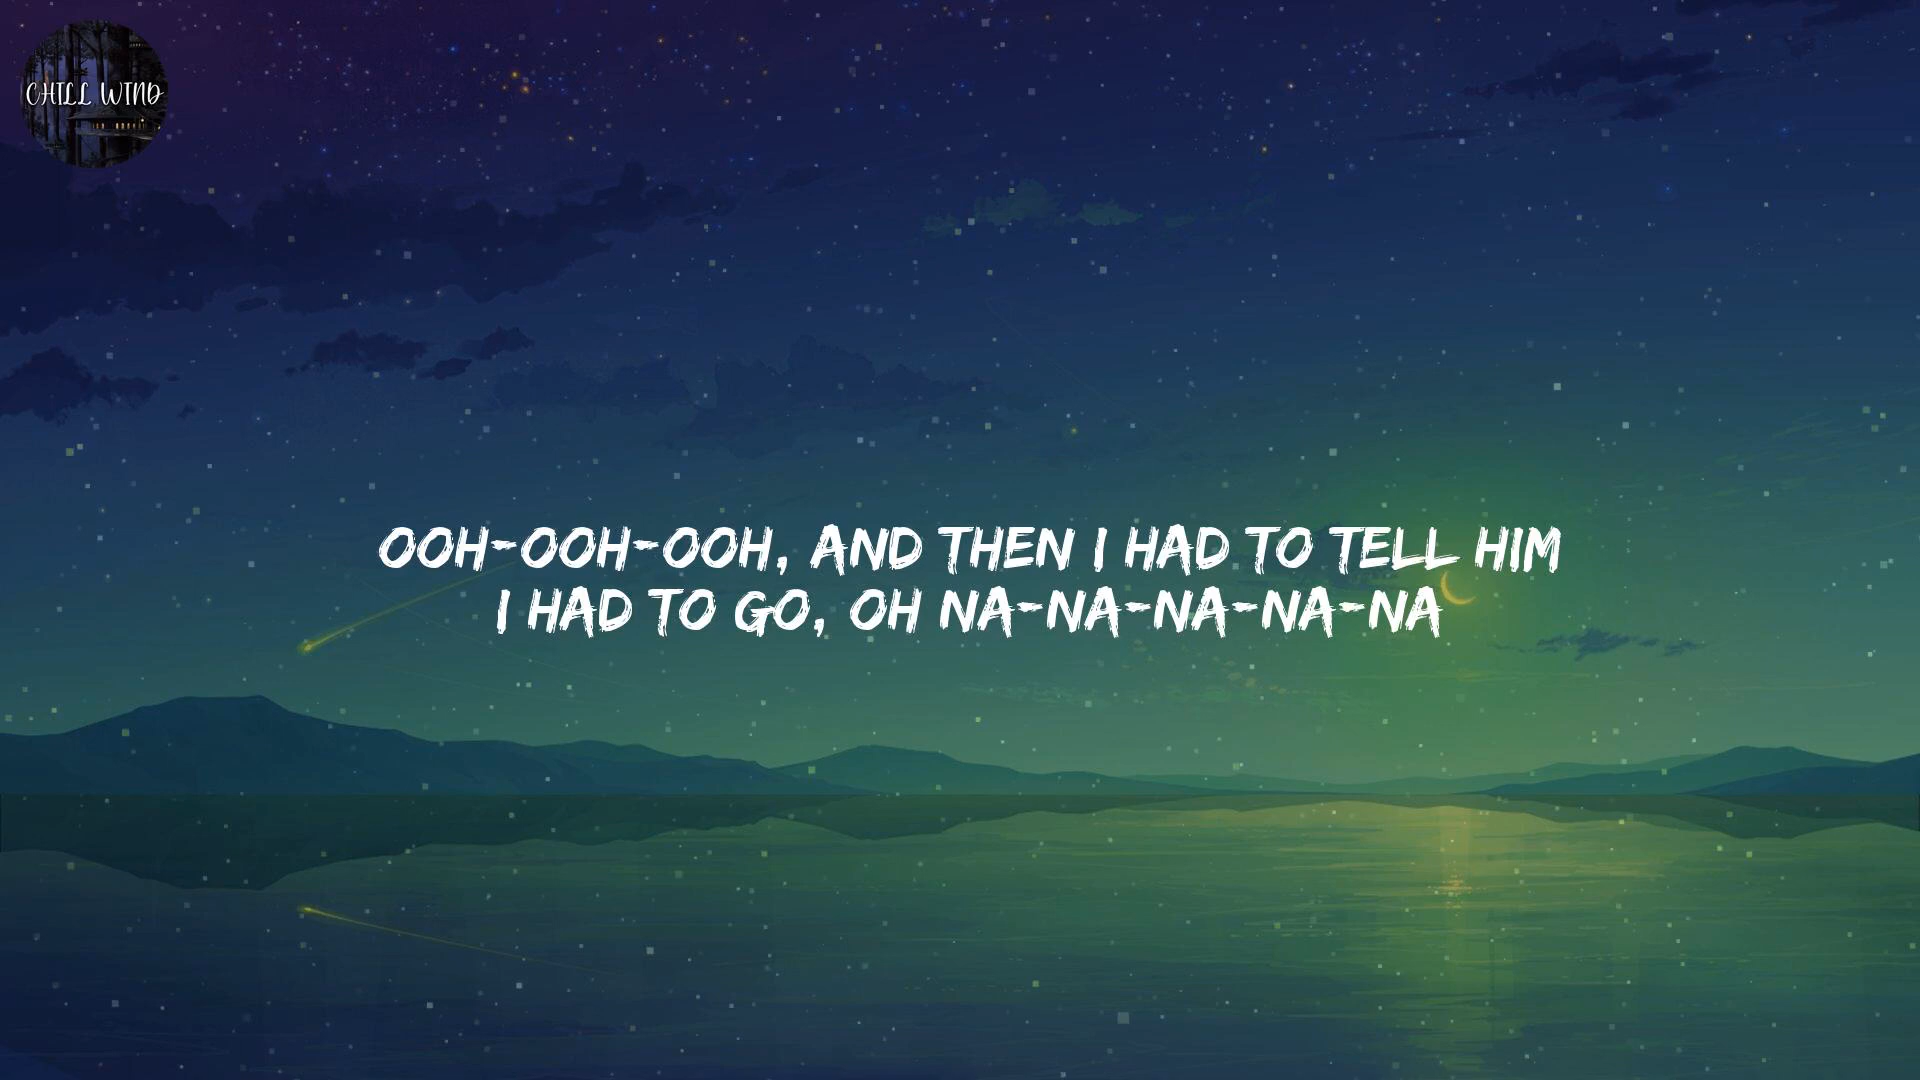 CHILL WIND
OOH-OOH-OOH, AND THEN I HAD TO TELL HIM
I HAD TO GO, OH NA-NA-NA-NA-NA